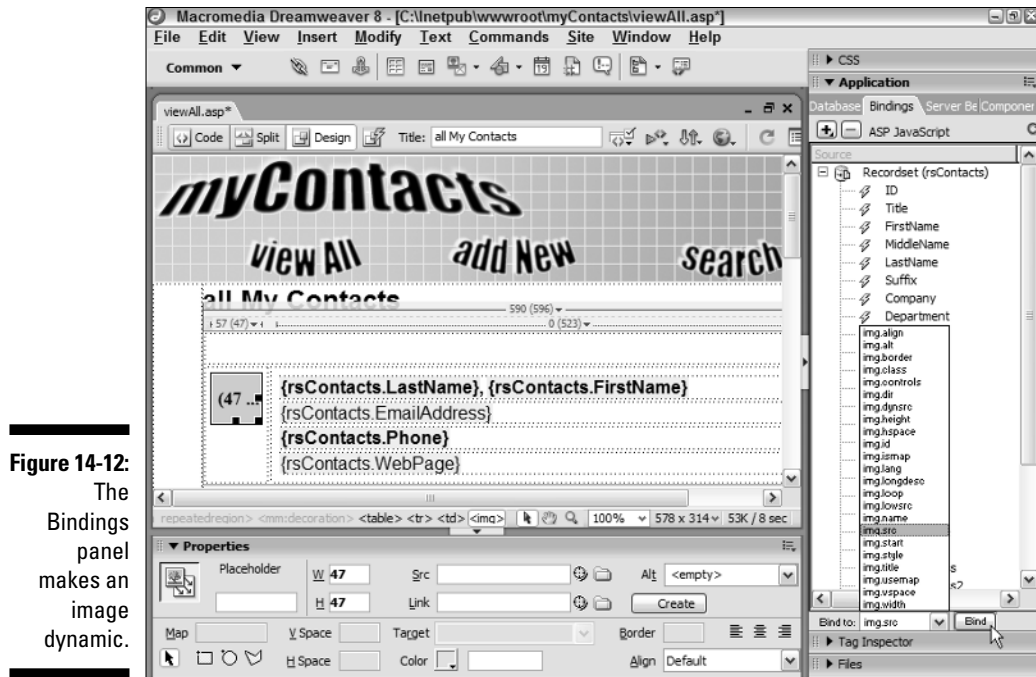 Macromedia Dreamweaver 8 - [C:\Inetpub\wwwroot\myContacts\viewAll.asp*]
File Edit View Insert Modify Text Commands Site Window Help
Common
viewAll.asp*
Code Split Design Title: all My Contacts
myContacts
view All add New search
all My Contacts
590 (596)
57 (47) 0 (523)
(47 ...
{rsContacts.LastName}, {rsContacts.FirstName}
{rsContacts.EmailAddress}
{rsContacts.Phone}
{rsContacts.WebPage}
repeatedregion> <mm:decoration> <table> <tr> <td> <img> 100% 578 x 314 53K / 8 sec
Properties
Placeholder W 47 Src Alt <empty>
H 47 Link Create
Map V Space Target Border
H Space Color Align Default
CSS
Application
Database Bindings Server Be Componen
ASP JavaScript
Source
Recordset (rsContacts)
ID
Title
FirstName
MiddleName
LastName
Suffix
Company
Department
img.align
img.alt
img.border
img.class
img.controls
img.dir
img.dynsrc
img.height
img.hspace
img.id
img.ismap
img.lang
img.longdesc
img.loop
img.lowsrc
img.name
img.src
img.start
img.style
img.title s
img.usemap s2
img.vspace
img.width
Bind to: img.src Bind
Tag Inspector
Files
Figure 14-12:
The
Bindings
panel
makes an
image
dynamic.